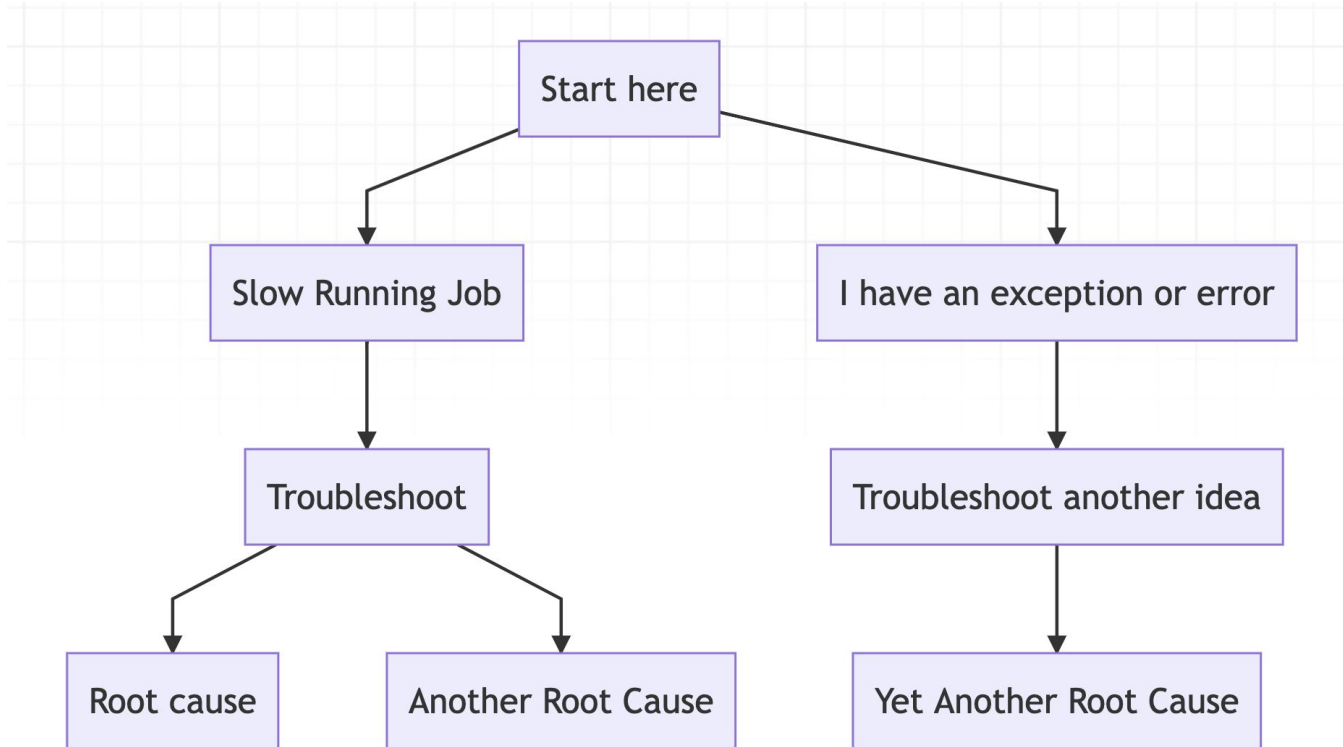 Start here
Slow Running Job
I have an exception or error
Troubleshoot
Troubleshoot another idea
Root cause
Another Root Cause
Yet Another Root Cause